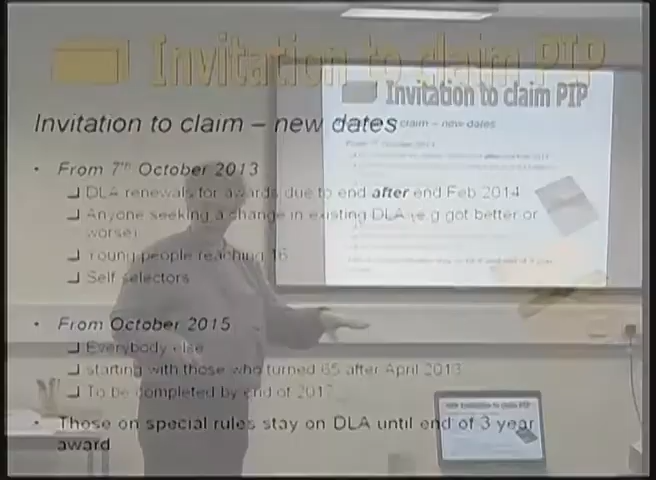 Invitation to claim PIP
Invitation to claim PIP
Invitation to claim – new dates
claim – new dates
• From 7th October 2013
DLA renewals for awards due to end after end Feb 2014
Anyone seeking a change in existing DLA (e.g got better or
worse)
Young people reaching 16
Self selectors
• From October 2015
Everybody else
starting with those who turned 65 after April 2013
To be completed by end of 2017
• Those on special rules stay on DLA until end of 3 year
award